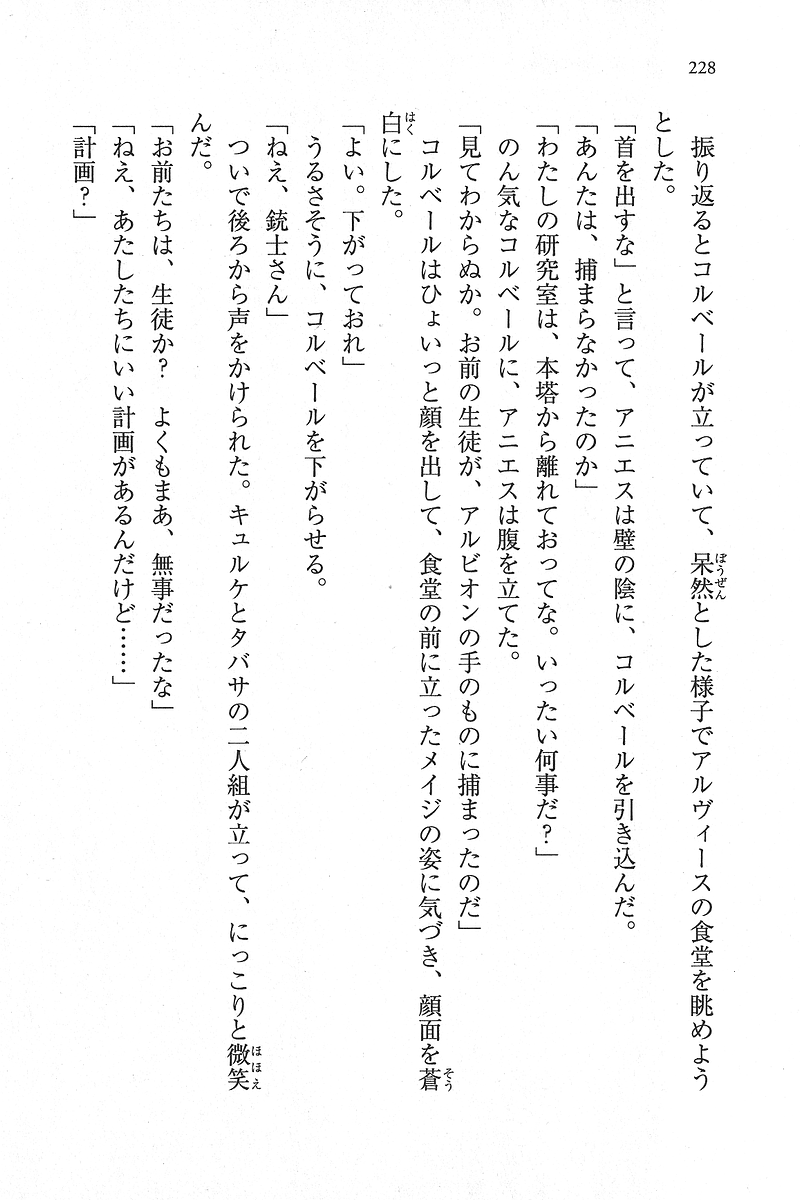 228
振り返るとコルベールが立っていて、呆然とした様子でアルヴィースの食堂を眺めよう
とした。
「首を出すな」と言って、アニエスは壁の陰に、コルベールを引き込んだ。
「あんたは、捕まらなかったのか」
「わたしの研究室は、本塔から離れておってな。いったい何事だ？」
のん気なコルベールに、アニエスは腹を立てた。
「見てわからぬか。お前の生徒が、アルビオンの手のものに捕まったのだ」
コルベールはひょいっと顔を出して、食堂の前に立ったメイジの姿に気づき、顔面を蒼
白にした。
「よい。下がっておれ」
うるさそうに、コルベールを下がらせる。
「ねえ、銃士さん」
ついで後ろから声をかけられた。キュルケとタバサの二人組が立って、にっこりと微笑
んだ。
「お前たちは、生徒か？　よくもまあ、無事だったな」
「ねえ、あたしたちにいい計画があるんだけど……」
「計画？」